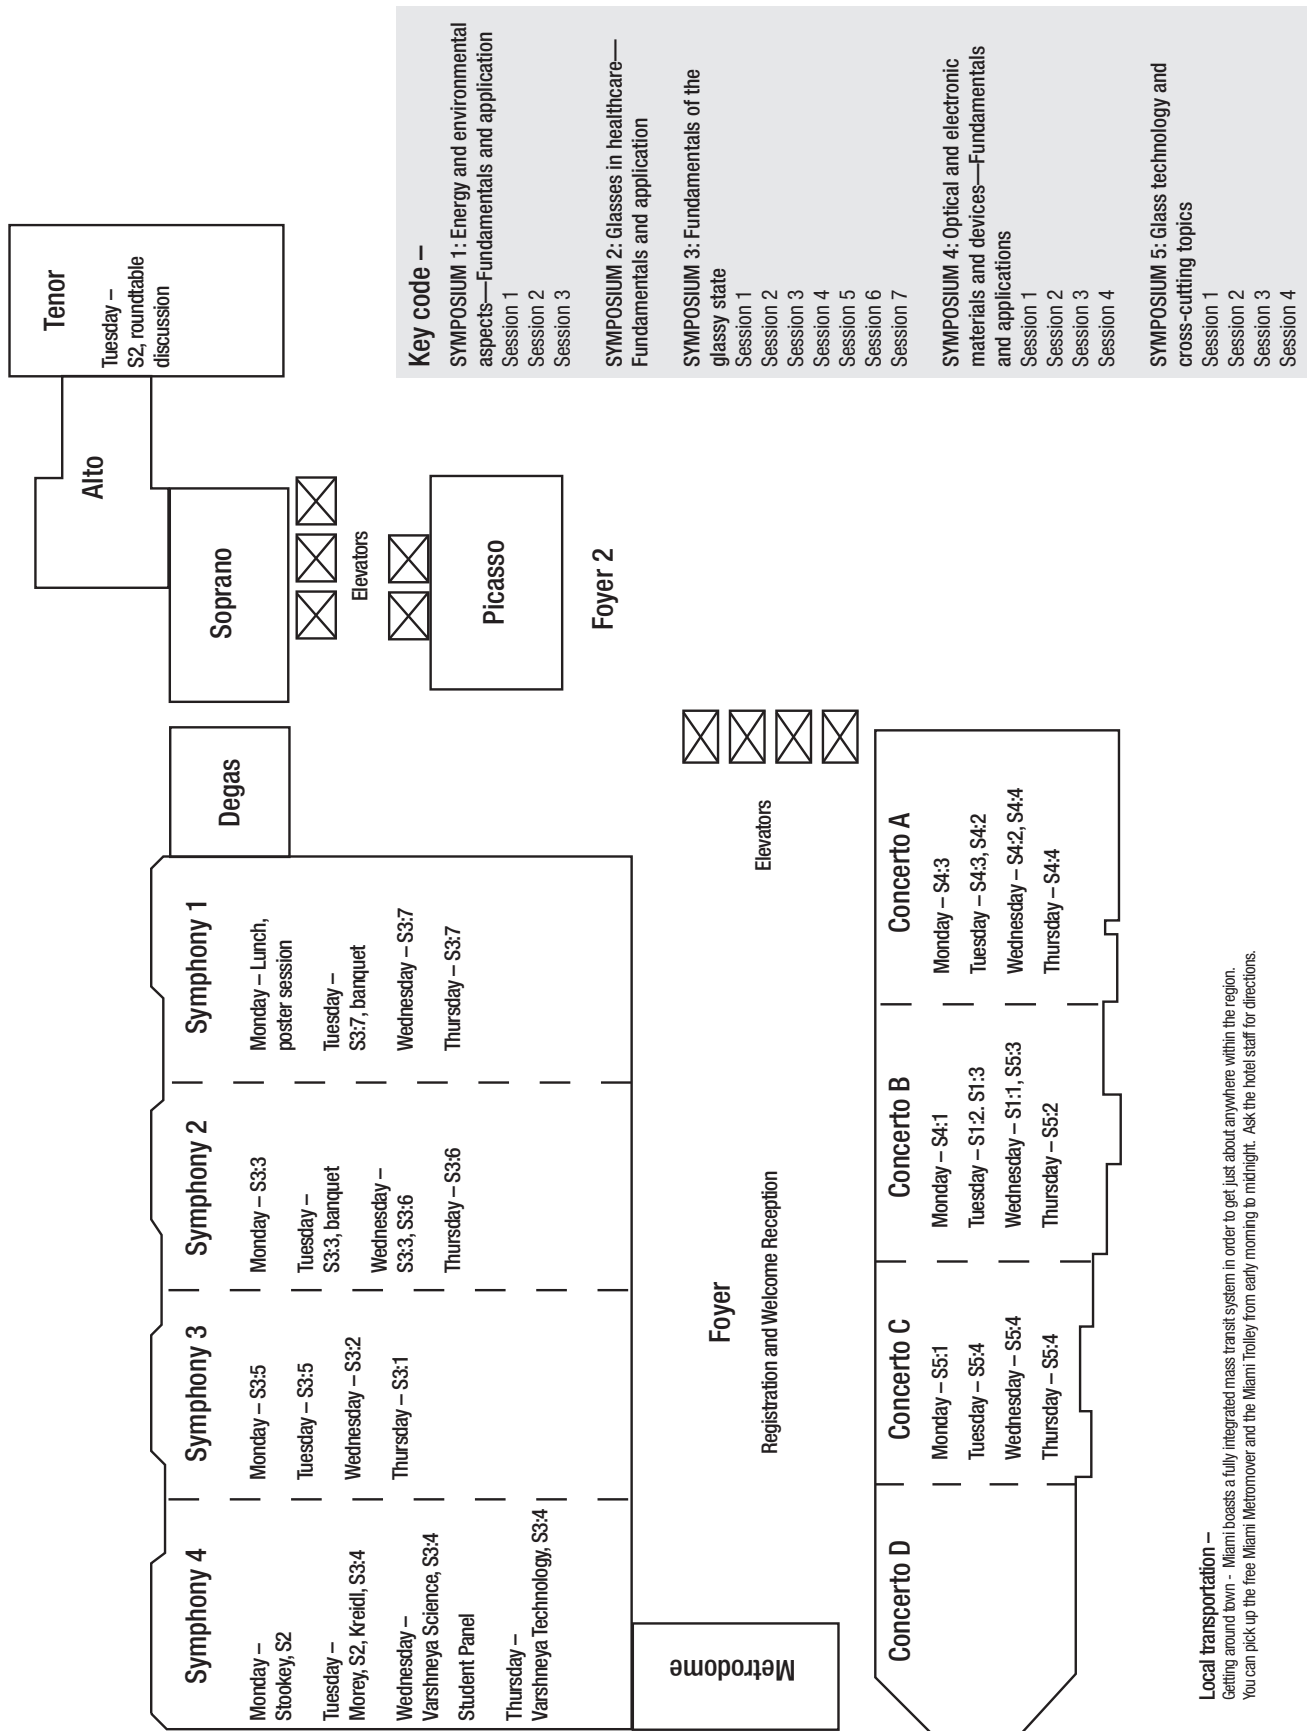 Symphony 4
Monday –
Stookey, S2
Tuesday –
Morey, S2, Kreidl, S3:4
Wednesday –
Varshneya Science, S3:4
Student Panel
Thursday –
Varshneya Technology, S3:4
Symphony 3
Monday – S3:5
Tuesday – S3:5
Wednesday – S3:2
Thursday – S3:1
Symphony 2
Monday – S3:3
Tuesday –
S3:3, banquet
Wednesday –
S3:3, S3:6
Thursday – S3:6
Symphony 1
Monday – Lunch,
poster session
Tuesday –
S3:7, banquet
Wednesday – S3:7
Thursday – S3:7
Degas
Soprano
Alto
Tenor
Tuesday –
S2, roundtable
discussion
Elevators
Picasso
Foyer 2
Metrodome
Foyer
Registration and Welcome Reception
Elevators
Concerto D
Concerto C
Monday – S5:1
Tuesday – S5:4
Wednesday – S5:4
Thursday – S5:4
Concerto B
Monday – S4:1
Tuesday – S1:2. S1:3
Wednesday – S1:1, S5:3
Thursday – S5:2
Concerto A
Monday – S4:3
Tuesday – S4:3, S4:2
Wednesday – S4:2, S4:4
Thursday – S4:4
Key code –
SYMPOSIUM 1: Energy and environmental
aspects—Fundamentals and application
Session 1
Session 2
Session 3
SYMPOSIUM 2: Glasses in healthcare—
Fundamentals and application
SYMPOSIUM 3: Fundamentals of the
glassy state
Session 1
Session 2
Session 3
Session 4
Session 5
Session 6
Session 7
SYMPOSIUM 4: Optical and electronic
materials and devices—Fundamentals
and applications
Session 1
Session 2
Session 3
Session 4
SYMPOSIUM 5: Glass technology and
cross-cutting topics
Session 1
Session 2
Session 3
Session 4
Local transportation –
Getting around town - Miami boasts a fully integrated mass transit system in order to get just about anywhere within the region.
You can pick up the free Miami Metromover and the Miami Trolley from early morning to midnight. Ask the hotel staff for directions.